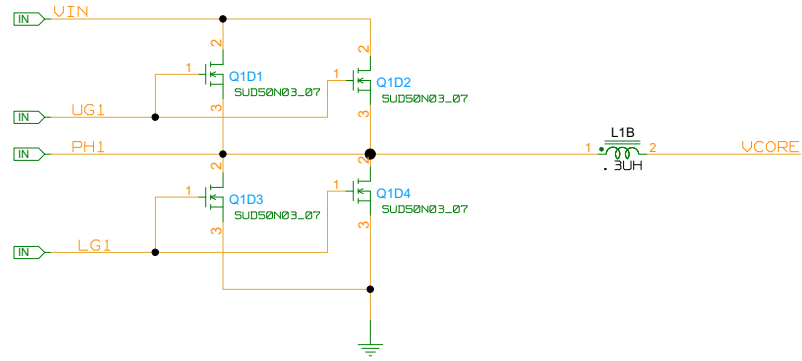 IN VIN
2 2
1 Q1D1 1 Q1D2
SUD50N03_07 SUD50N03_07
3 3
IN UG1
L1B
IN PH1 1 2 VCORE
.3UH
2 2
1 Q1D3 1 Q1D4
SUD50N03_07 SUD50N03_07
3 3
IN LG1